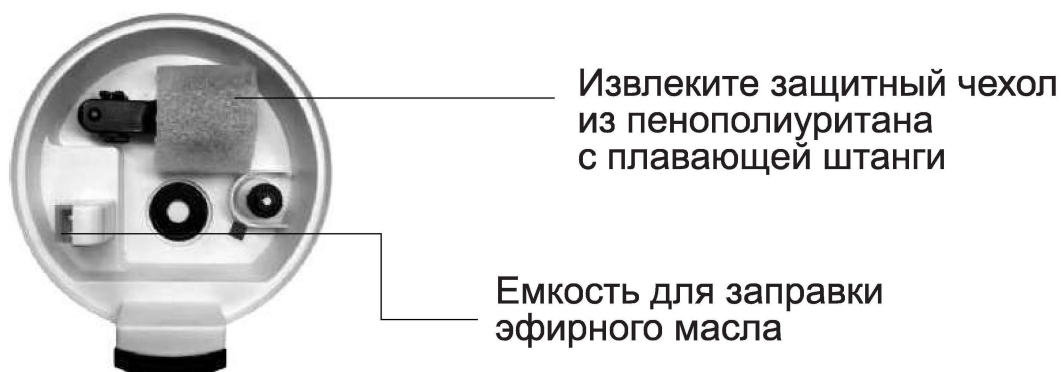 Извлеките защитный чехол
из пенополиуритана
с плавающей штанги
Емкость для заправки
эфирного масла